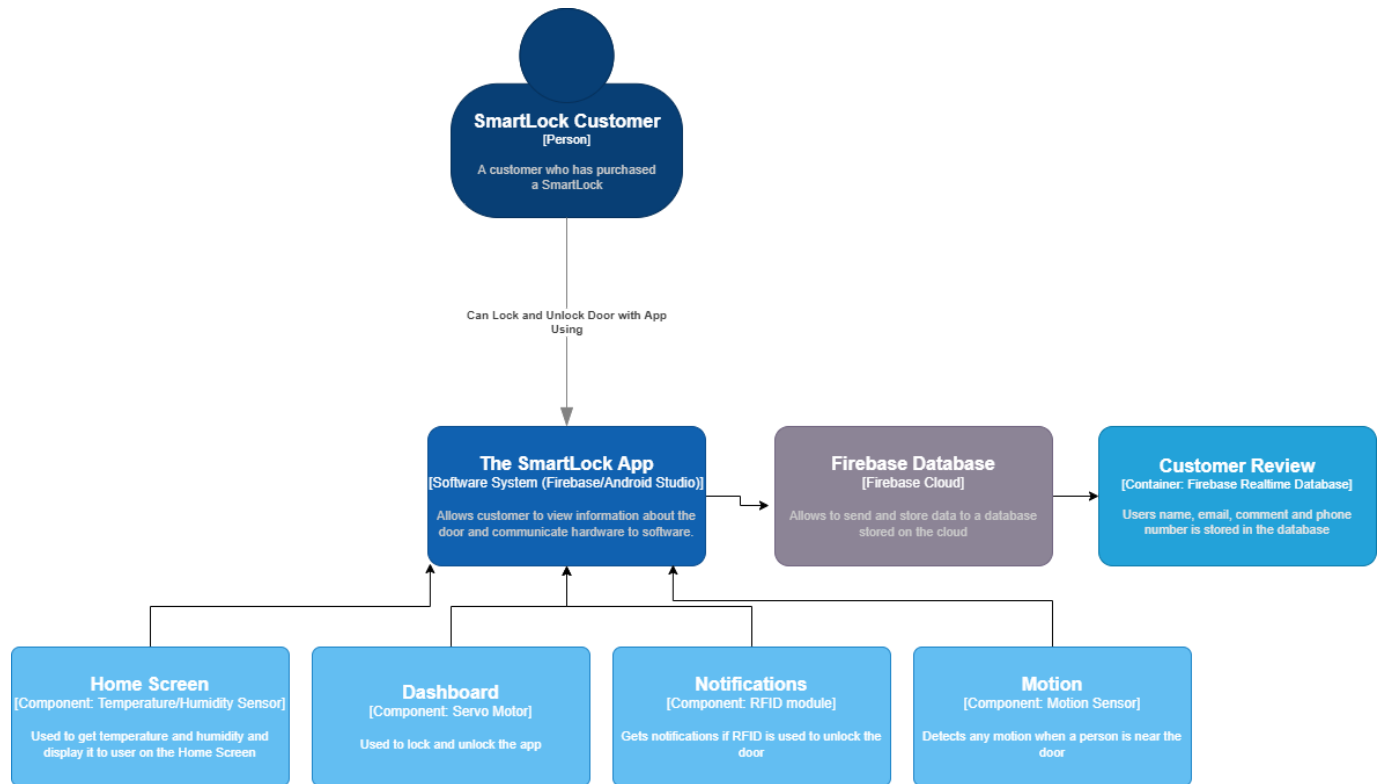 SmartLock Customer
[Person]
A customer who has purchased
a SmartLock
Can Lock and Unlock Door with App
Using
The SmartLock App
[Software System (Firebase/Android Studio)]
Allows customer to view information about the
door and communicate hardware to software.
Firebase Database
[Firebase Cloud]
Allows to send and store data to a database
stored on the cloud
Customer Review
[Container: Firebase Realtime Database]
Users name, email, comment and phone
number is stored in the database
Home Screen
[Component: Temperature/Humidity Sensor]
Used to get temperature and humidity and
display it to user on the Home Screen
Dashboard
[Component: Servo Motor]
Used to lock and unlock the app
Notifications
[Component: RFID module]
Gets notifications if RFID is used to unlock the
door
Motion
[Component: Motion Sensor]
Detects any motion when a person is near the
door